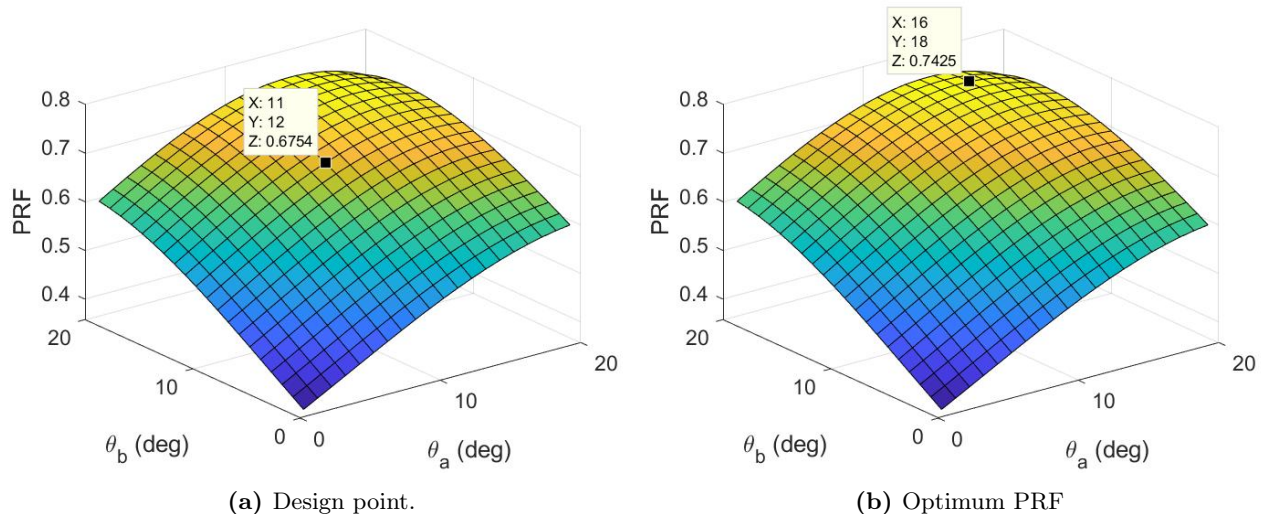 X: 11
Y: 12
Z: 0.6754
0.8
0.7
0.6
0.5
0.4
PRF
20
10
0
θb (deg)
0
10
20
θa (deg)
(a) Design point.
X: 16
Y: 18
Z: 0.7425
0.8
0.7
0.6
0.5
0.4
PRF
20
10
0
θb (deg)
0
10
20
θa (deg)
(b) Optimum PRF